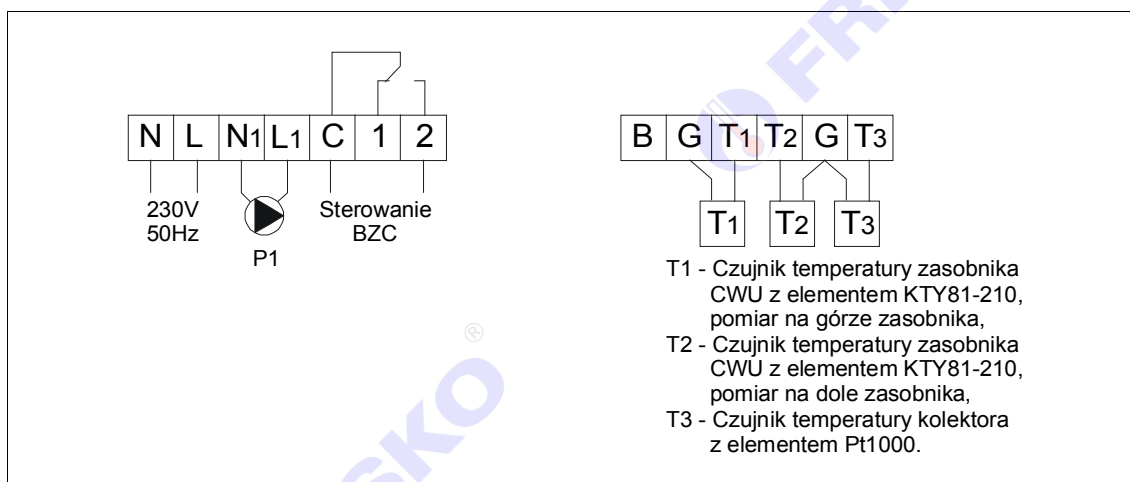 FRI
N L N1 L1 C 1 2
230V
50Hz
P1
Sterowanie
BZC
B G T1 T2 G T3
T1 T2 T3
T1 - Czujnik temperatury zasobnika
CWU z elementem KTY81-210,
pomiar na górze zasobnika,
T2 - Czujnik temperatury zasobnika
CWU z elementem KTY81-210,
pomiar na dole zasobnika,
T3 - Czujnik temperatury kolektora
z elementem Pt1000.
SKO ®